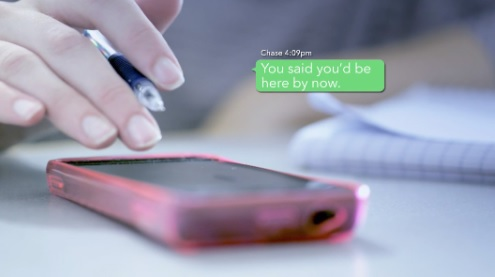 Chase 4:09pm
You said you'd be
here by now.